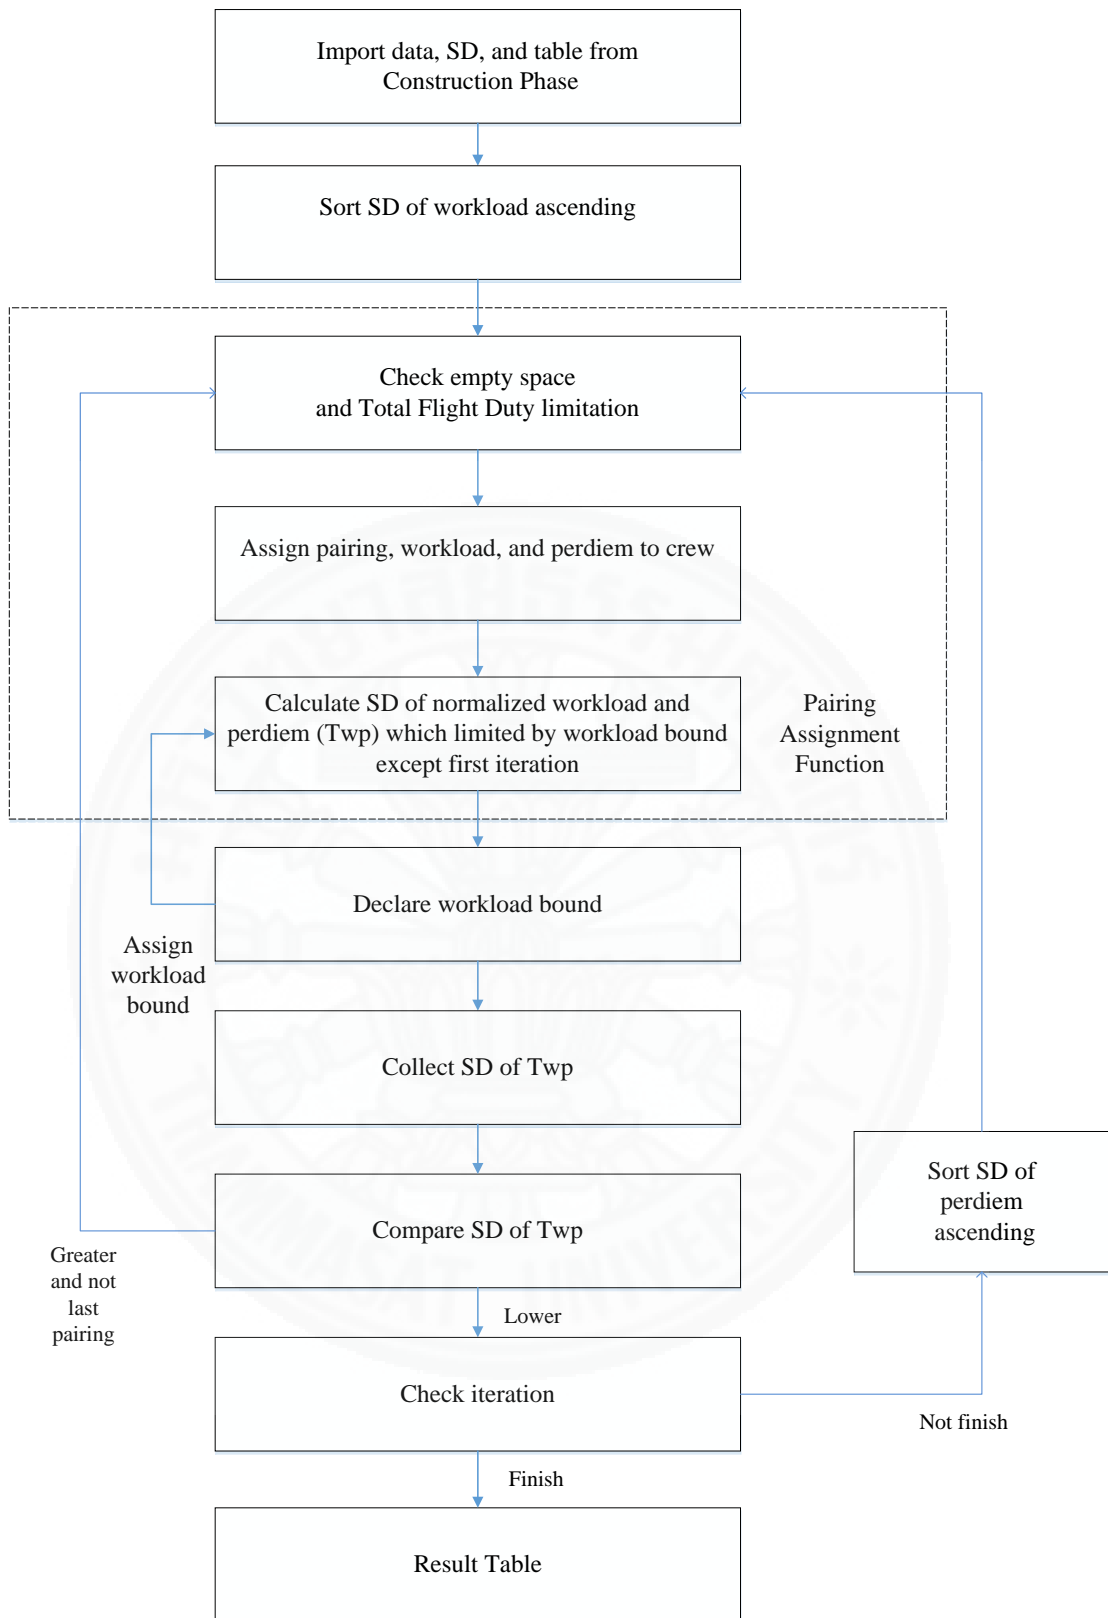 Import data, SD, and table from
Construction Phase
Sort SD of workload ascending
Check empty space
and Total Flight Duty limitation
Assign pairing, workload, and perdiem to crew
Calculate SD of normalized workload and
perdiem (Twp) which limited by workload bound
except first iteration
Pairing
Assignment
Function
Declare workload bound
Assign
workload
bound
Collect SD of Twp
Compare SD of Twp
Sort SD of
perdiem
ascending
Greater
and not
last
pairing
Lower
Check iteration
Not finish
Finish
Result Table
THAMMASAT UNIVERSITY